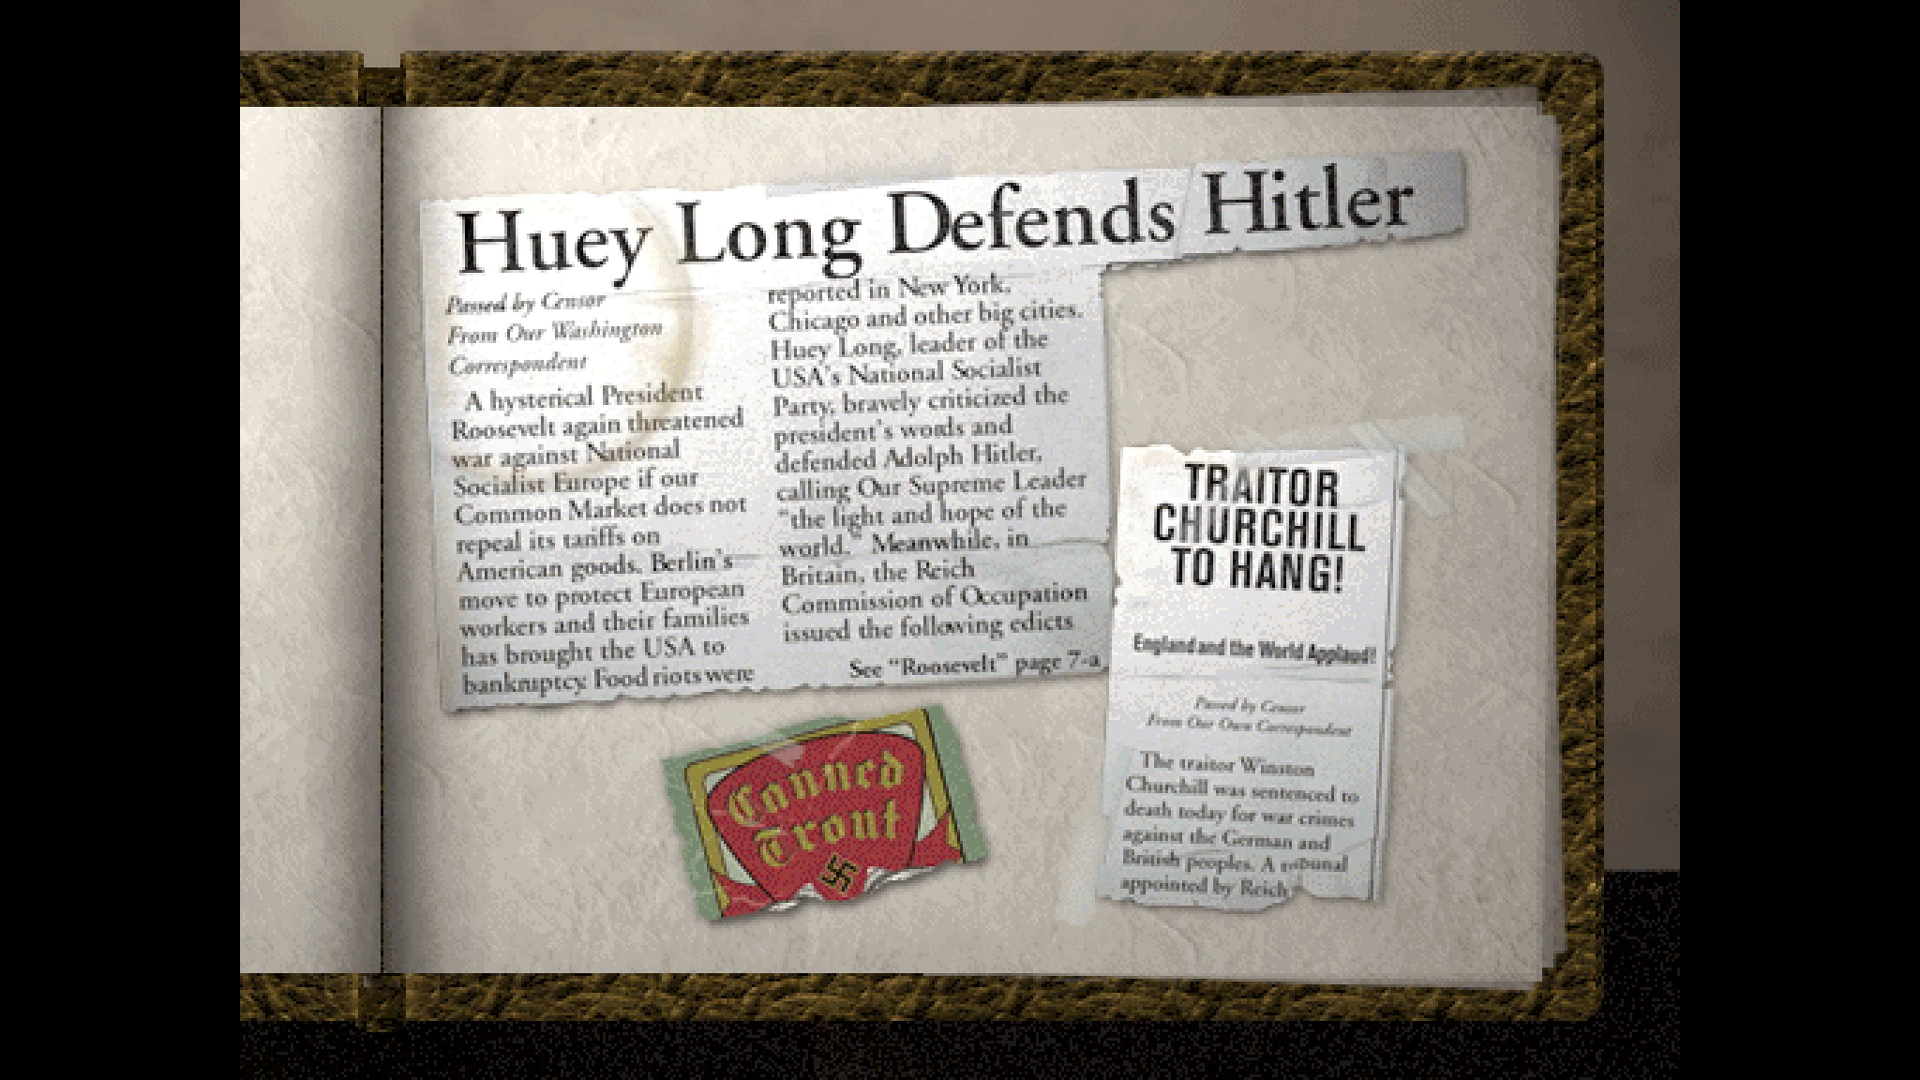 Huey Long Defends Hitler
Passed by Censor
From Our Washington
Correspondent
A hysterical President
Roosevelt again threatened
war against National
Socialist Europe if our
Common Market does not
repeal its tariffs on
American goods. Berlin's
move to protect European
workers and their families
has brought the USA to
bankruptcy. Food riots were
reported in New York,
Chicago and other big cities.
Huey Long, leader of the
USA's National Socialist
Party, bravely criticized the
president's words and
defended Adolph Hitler,
calling Our Supreme Leader
"the light and hope of the
world." Meanwhile, in
Britain, the Reich
Commission of Occupation
issued the following edicts
See "Roosevelt" page 7-a
TRAITOR
CHURCHILL
TO HANG!
England and the World Applaud!
Passed by Censor
From Our Own Correspondent
The traitor Winston
Churchill was sentenced to
death today for war crimes
against the German and
British peoples. A tribunal
appointed by Reich
Canned
Trout